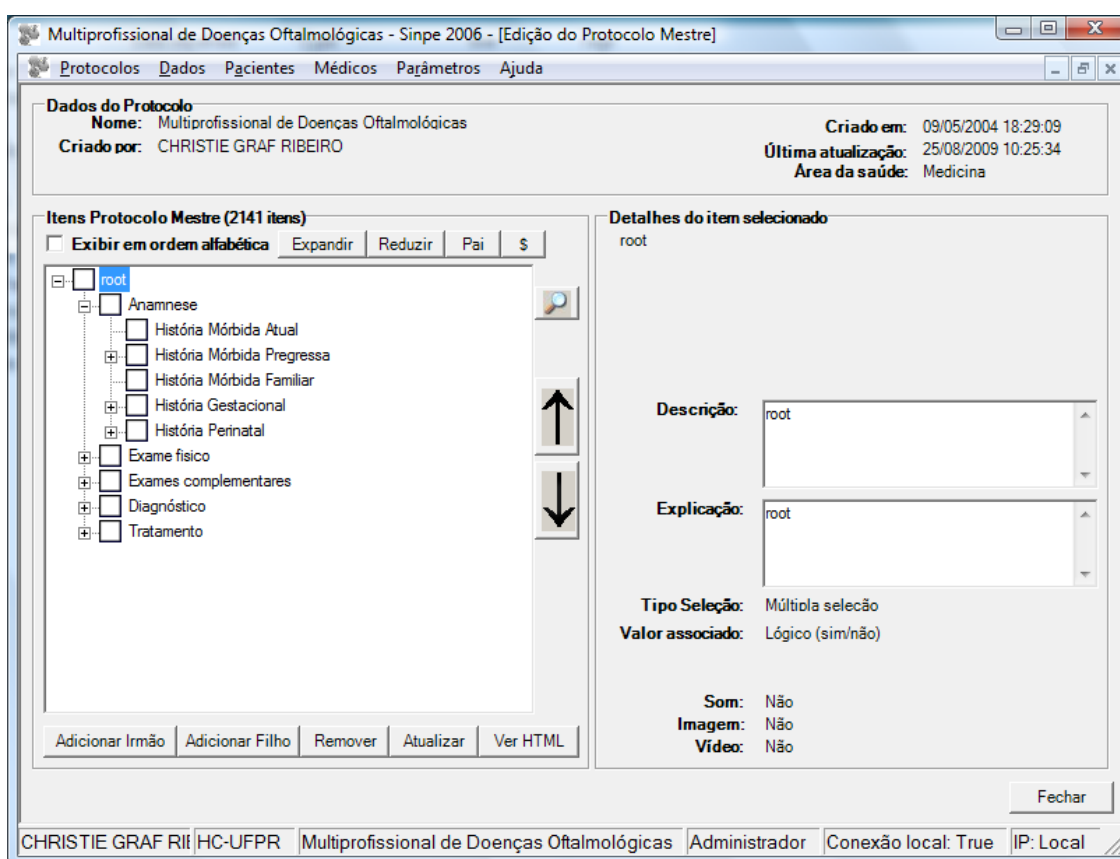 Multiprofissional de Doenças Oftalmológicas - Sinpe 2006 - [Edição do Protocolo Mestre]
Protocolos Dados Pacientes Médicos Parâmetros Ajuda
Dados do Protocolo
Nome: Multiprofissional de Doenças Oftalmológicas
Criado por: CHRISTIE GRAF RIBEIRO
Criado em: 09/05/2004 18:29:09
Última atualização: 25/08/2009 10:25:34
Área da saúde: Medicina
Itens Protocolo Mestre (2141 itens)
Exibir em ordem alfabética Expandir Reduzir Pai $
root
Anamnese
História Mórbida Atual
História Mórbida Pregressa
História Mórbida Familiar
História Gestacional
História Perinatal
Exame fisico
Exames complementares
Diagnóstico
Tratamento
Adicionar Irmão Adicionar Filho Remover Atualizar Ver HTML
Detalhes do item selecionado
root
Descrição: root
Explicação: root
Tipo Seleção: Múltipla seleção
Valor associado: Lógico (sim/não)
Som: Não
Imagem: Não
Vídeo: Não
Fechar
CHRISTIE GRAF RIE HC-UFPR Multiprofissional de Doenças Oftalmológicas Administrador Conexão local: True IP: Local